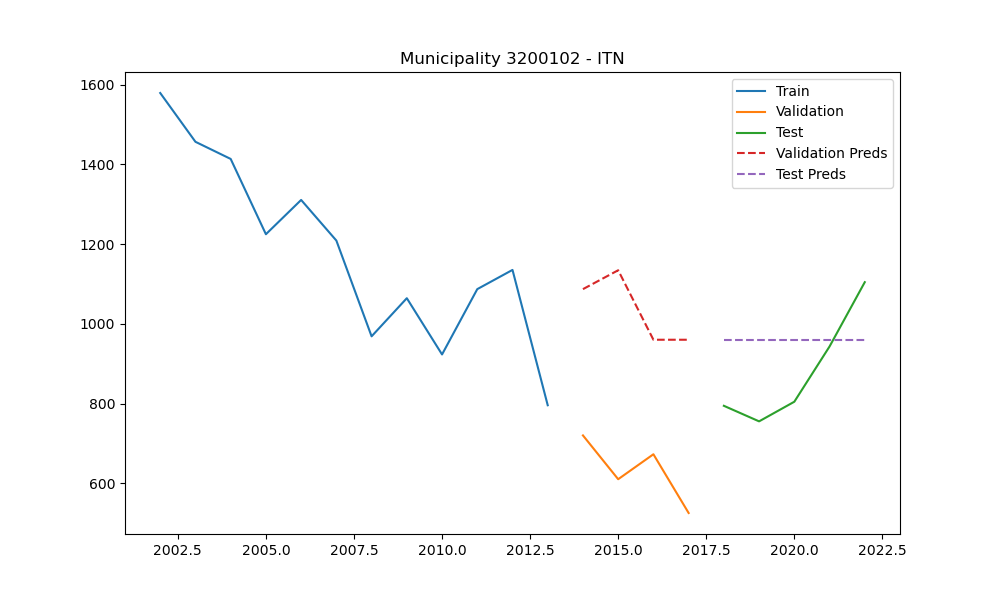 Municipality 3200102 - ITN
1600
1400
1200
1000
800
600
Train
Validation
Test
Validation Preds
Test Preds
2002.5 2005.0 2007.5 2010.0 2012.5 2015.0 2017.5 2020.0 2022.5